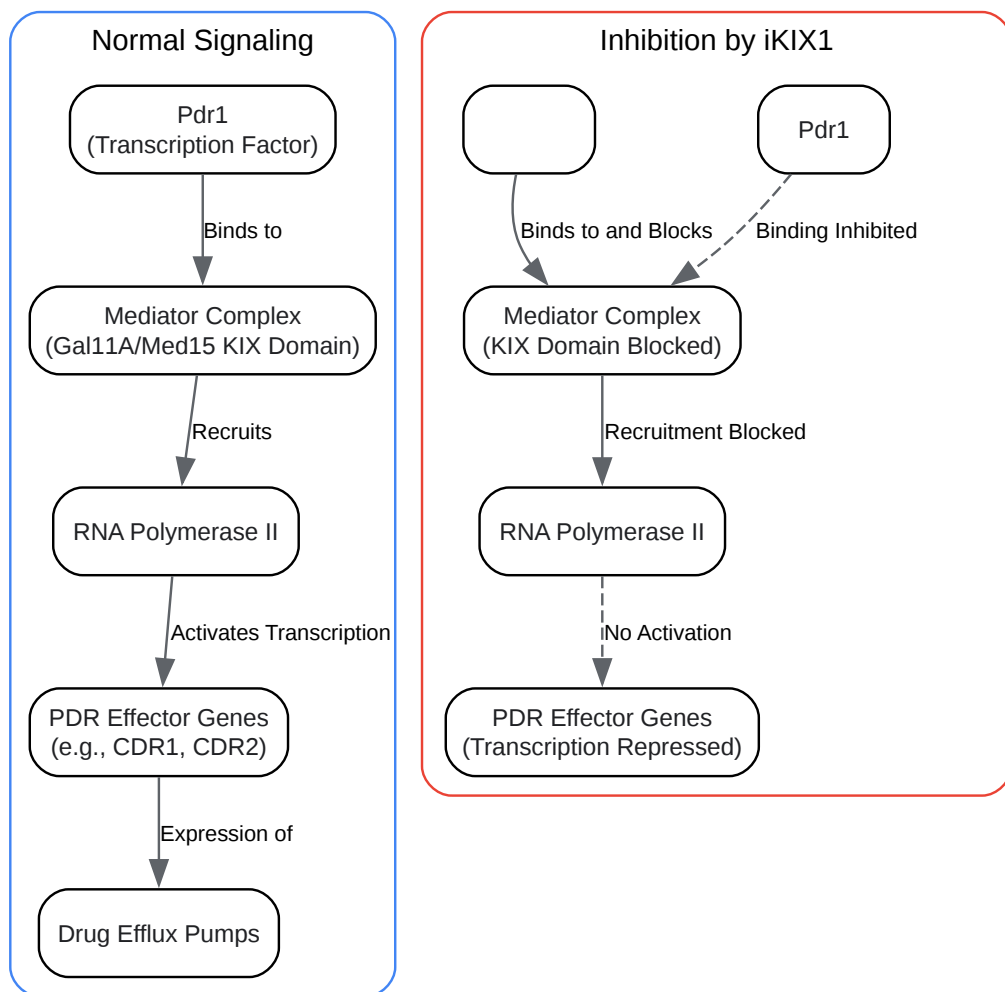 Normal Signaling
Pdr1
(Transcription Factor)
Binds to
Mediator Complex
(Gal11A/Med15 KIX Domain)
Recruits
RNA Polymerase II
Activates Transcription
PDR Effector Genes
(e.g., CDR1, CDR2)
Expression of
Drug Efflux Pumps
Inhibition by iKIX1
Pdr1
Binds to and Blocks
Binding Inhibited
Mediator Complex
(KIX Domain Blocked)
Recruitment Blocked
RNA Polymerase II
No Activation
PDR Effector Genes
(Transcription Repressed)